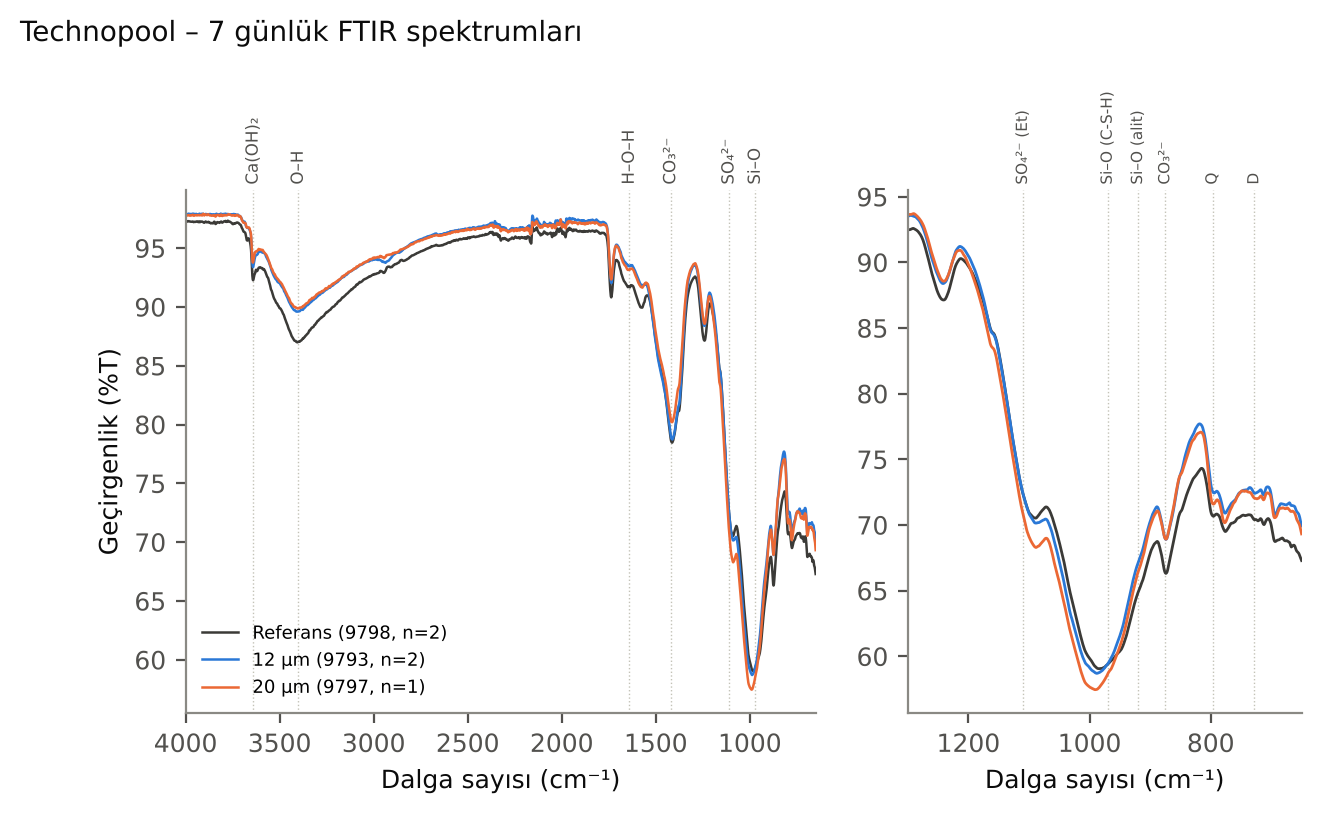 Technopool – 7 günlük FTIR spektrumları
Ca(OH)₂
O–H
H–O–H
CO₃²⁻
SO₄²⁻
Si–O
SO₄²⁻ (Et)
Si–O (C-S-H)
Si–O (alit)
CO₃²⁻
Q
D
Geçirgenlik (%T)
95
90
85
80
75
70
65
60
Referans (9798, n=2)
12 µm (9793, n=2)
20 µm (9797, n=1)
4000 3500 3000 2500 2000 1500 1000
Dalga sayısı (cm⁻¹)
95
90
85
80
75
70
65
60
1200 1000 800
Dalga sayısı (cm⁻¹)